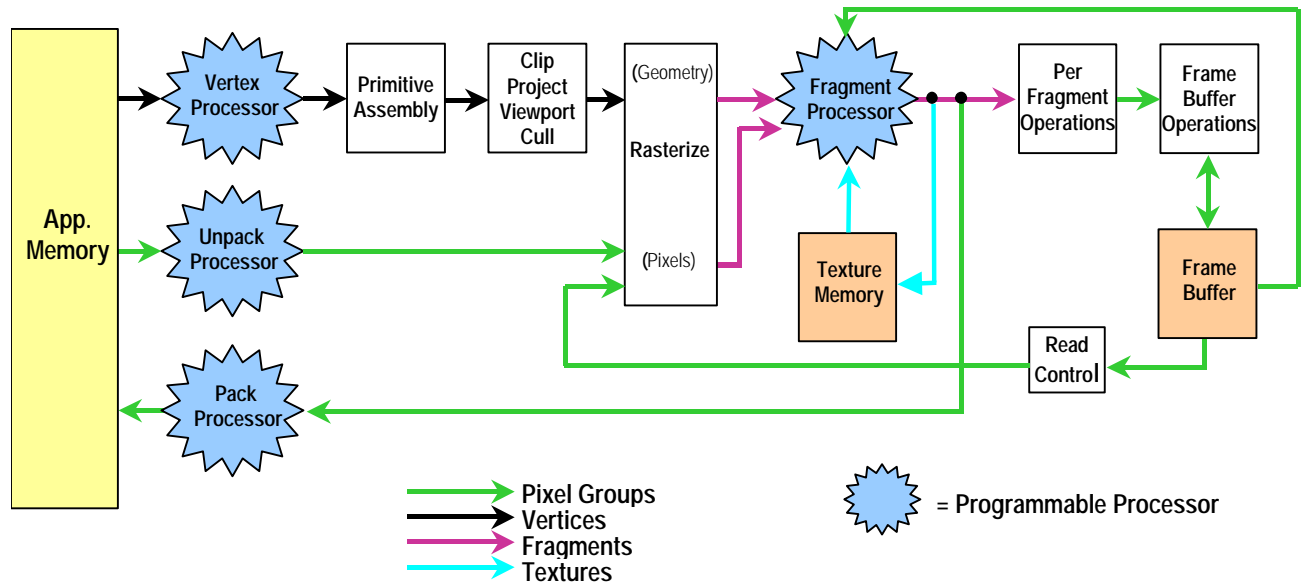 App.
Memory
Vertex
Processor
Primitive
Assembly
Clip
Project
Viewport
Cull
(Geometry)
Rasterize
(Pixels)
Fragment
Processor
Per
Fragment
Operations
Frame
Buffer
Operations
Unpack
Processor
Texture
Memory
Frame
Buffer
Read
Control
Pack
Processor
Pixel Groups
Vertices
Fragments
Textures
= Programmable Processor